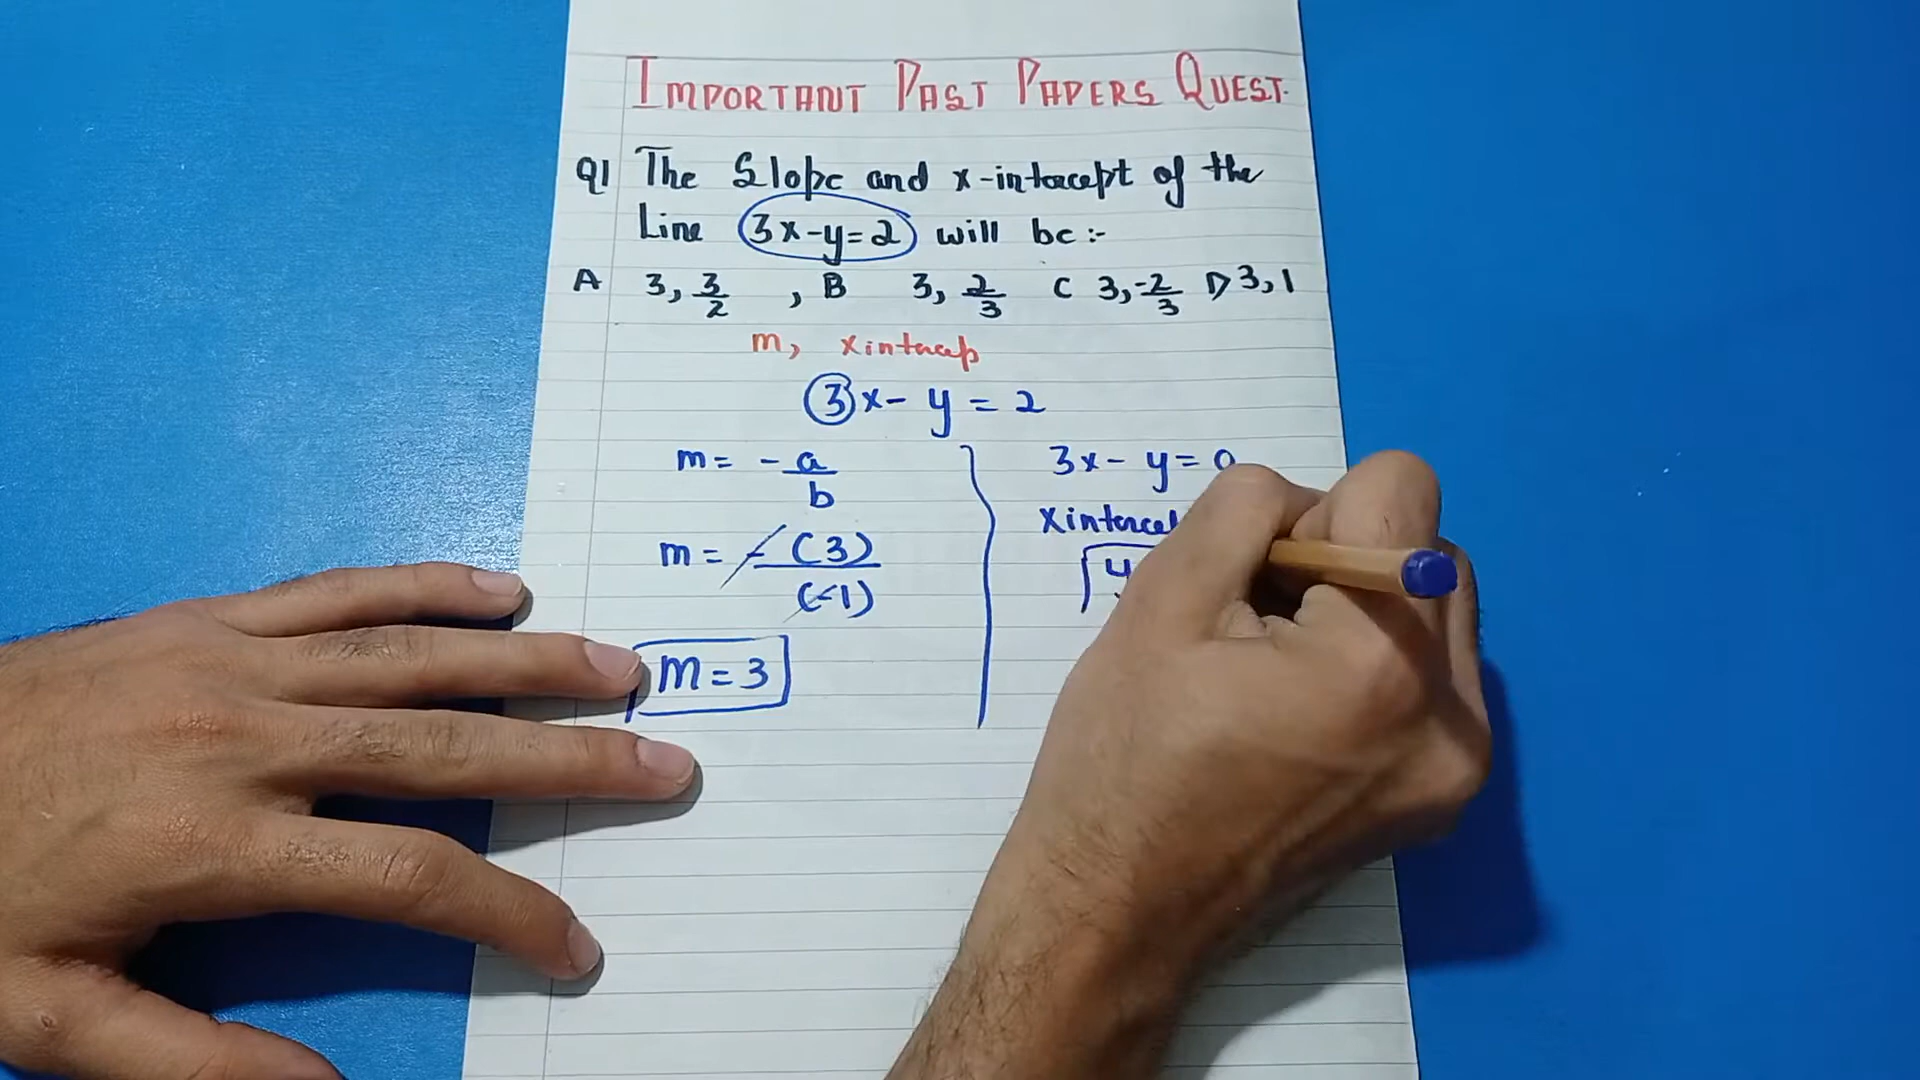 IMPORTANT PAST PAPERS QUEST.
Q1 The Slope and x-intercept of the
Line 3x-y=2 will be:-
A 3, 3/2 , B 3, 2/3 C 3, -2/3 D 3, 1
m, xintercep
3x- y = 2
m = - a/b
m = -(3)/(-1)
m = 3
3x- y =
y